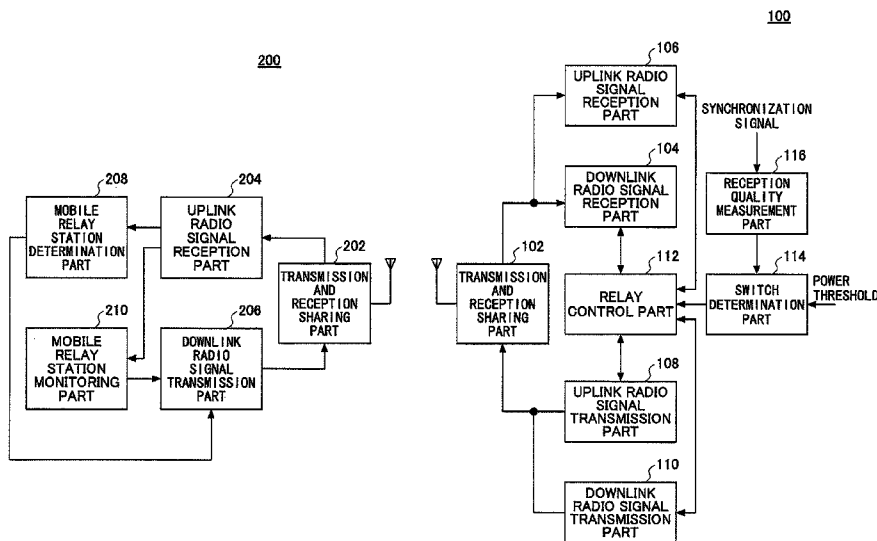 200
208
MOBILE
RELAY
STATION
DETERMINATION
PART
204
UPLINK
RADIO
SIGNAL
RECEPTION
PART
202
TRANSMISSION
AND
RECEPTION
SHARING
PART
210
MOBILE
RELAY
STATION
MONITORING
PART
206
DOWNLINK
RADIO
SIGNAL
TRANSMISSION
PART
100
106
UPLINK RADIO
SIGNAL
RECEPTION
PART
SYNCHRONIZATION
SIGNAL
104
DOWNLINK
RADIO SIGNAL
RECEPTION
PART
116
RECEPTION
QUALITY
MEASUREMENT
PART
102
TRANSMISSION
AND
RECEPTION
SHARING
PART
112
RELAY
CONTROL PART
114
SWITCH
DETERMINATION
PART
POWER
THRESHOLD
108
UPLINK RADIO
SIGNAL
TRANSMISSION
PART
110
DOWNLINK
RADIO SIGNAL
TRANSMISSION
PART